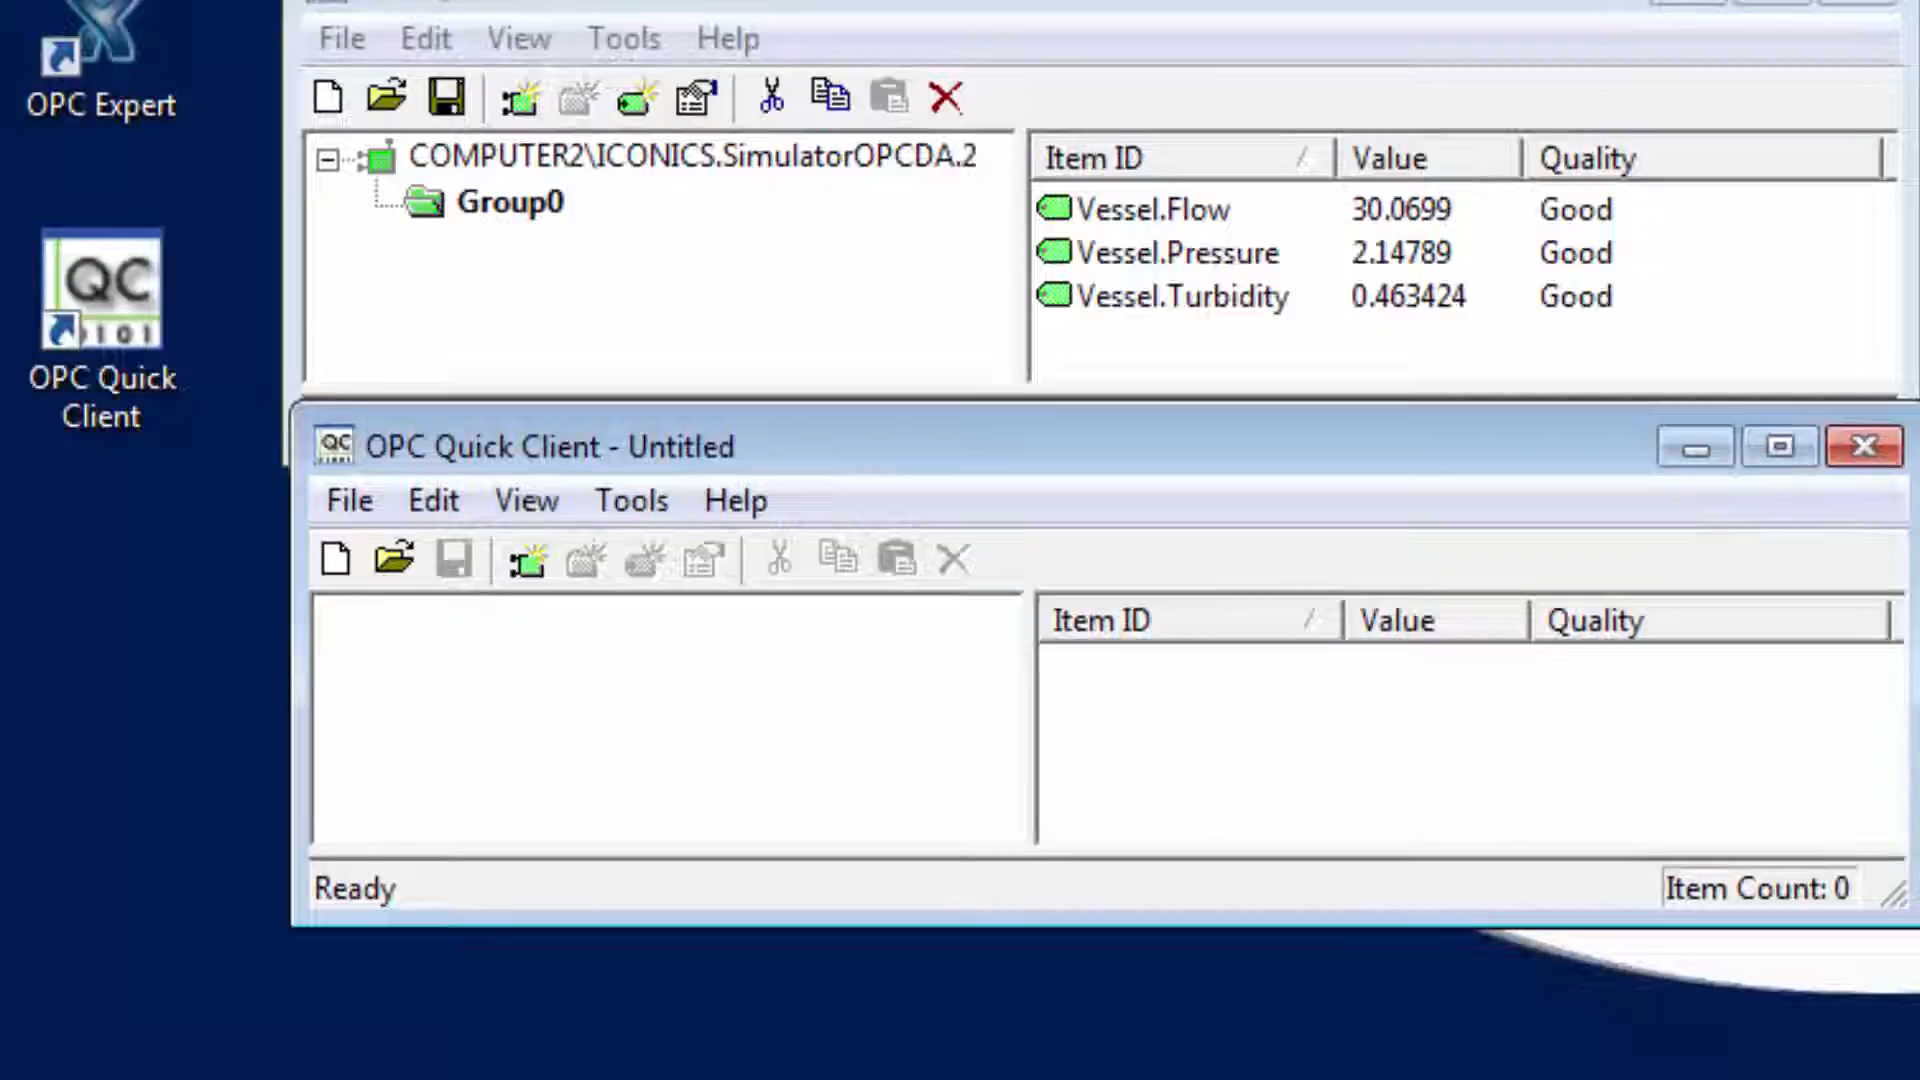 OPC Expert
QC
0101
OPC Quick
Client
File Edit View Tools Help
COMPUTER2\ICONICS.SimulatorOPCDA.2
Group0
Item ID Value Quality
Vessel.Flow 30.0699 Good
Vessel.Pressure 2.14789 Good
Vessel.Turbidity 0.463424 Good
QC OPC Quick Client - Untitled
File Edit View Tools Help
Item ID Value Quality
Ready Item Count: 0